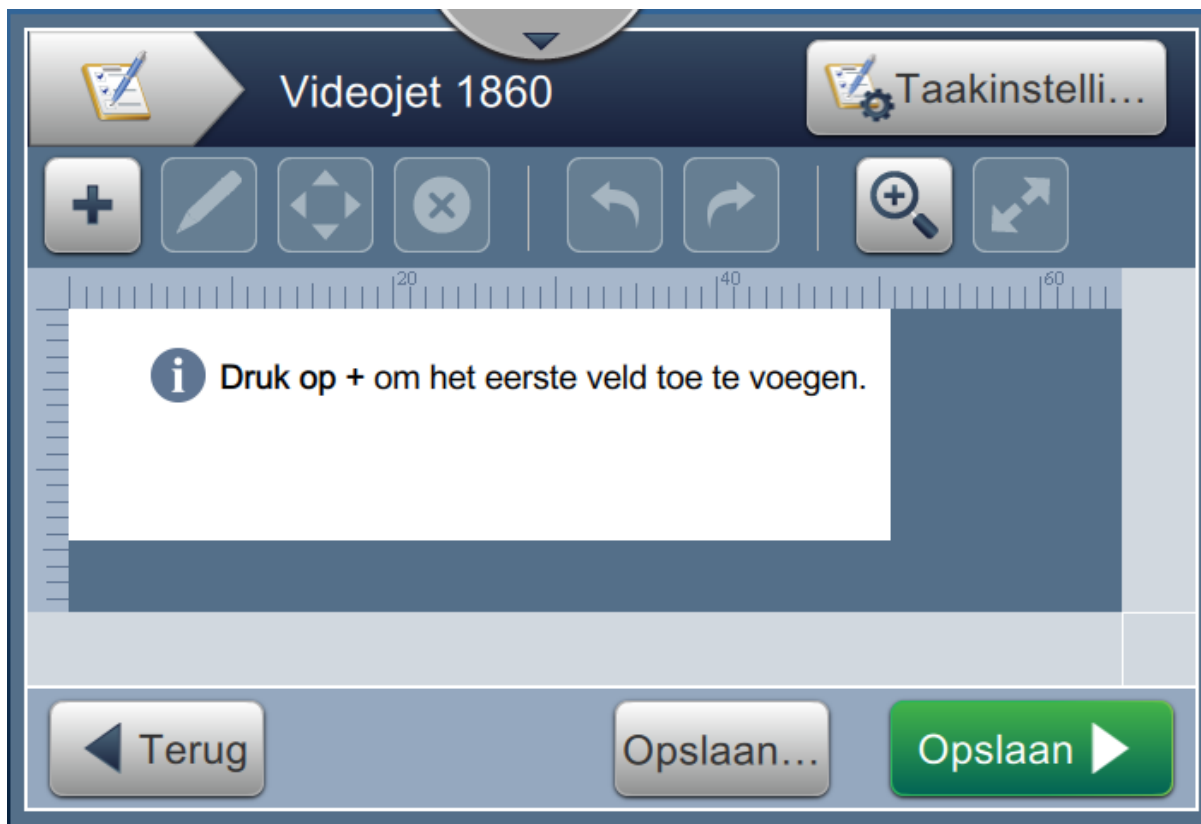 Videojet 1860
Taakinstelli...
20 40 60
Druk op + om het eerste veld toe te voegen.
Terug
Opslaan...
Opslaan